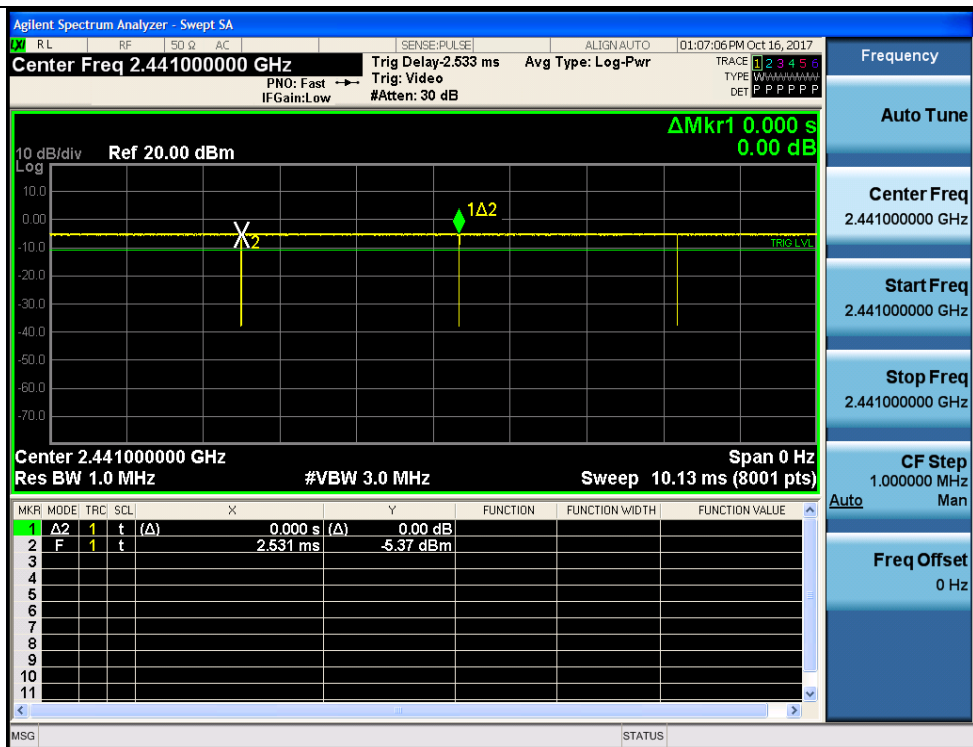 Agilent Spectrum Analyzer - Swept SA
LXI RL RF 50 Ω AC SENSE:PULSE ALIGN AUTO 01:07:06 PM Oct 16, 2017
Center Freq 2.441000000 GHz
PNO: Fast
IFGain:Low
Trig Delay-2.533 ms
Trig: Video
#Atten: 30 dB
Avg Type: Log-Pwr
TRACE 1 2 3 4 5 6
TYPE
DET P P P P P P
ΔMkr1 0.000 s
0.00 dB
10 dB/div Ref 20.00 dBm
Log
10.0
0.00
-10.0
-20.0
-30.0
-40.0
-50.0
-60.0
-70.0
1Δ2
2
TRIG LVL
Center 2.441000000 GHz Span 0 Hz
Res BW 1.0 MHz #VBW 3.0 MHz Sweep 10.13 ms (8001 pts)
MKR MODE TRC SCL X Y FUNCTION FUNCTION WIDTH FUNCTION VALUE
1 Δ2 1 t (Δ) 0.000 s (Δ) 0.00 dB
2 F 1 t 2.531 ms -5.37 dBm
3
4
5
6
7
8
9
10
11
MSG STATUS
Frequency
Auto Tune
Center Freq
2.441000000 GHz
Start Freq
2.441000000 GHz
Stop Freq
2.441000000 GHz
CF Step
1.000000 MHz
Auto Man
Freq Offset
0 Hz